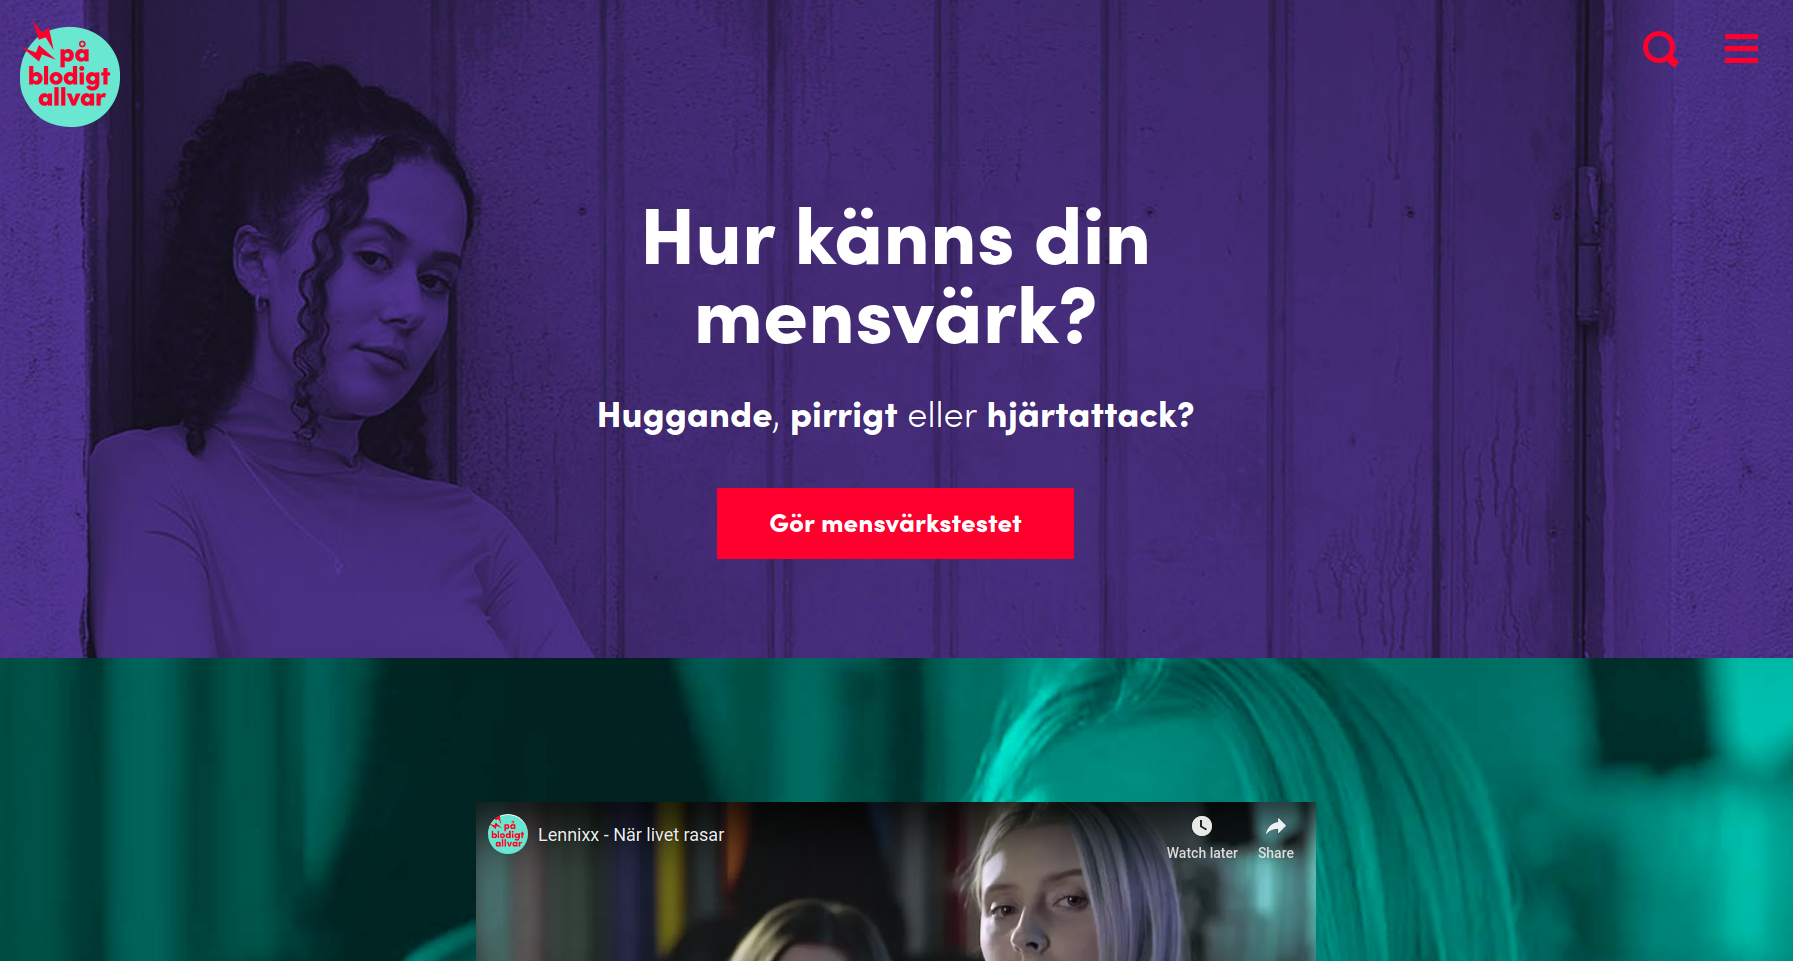 på
blodigt
allvar
Hur känns din
mensvärk?
Huggande, pirrigt eller hjärtattack?
Gör mensvärkstestet
på
blodigt
allvar
Lennixx - När livet rasar
Watch later
Share